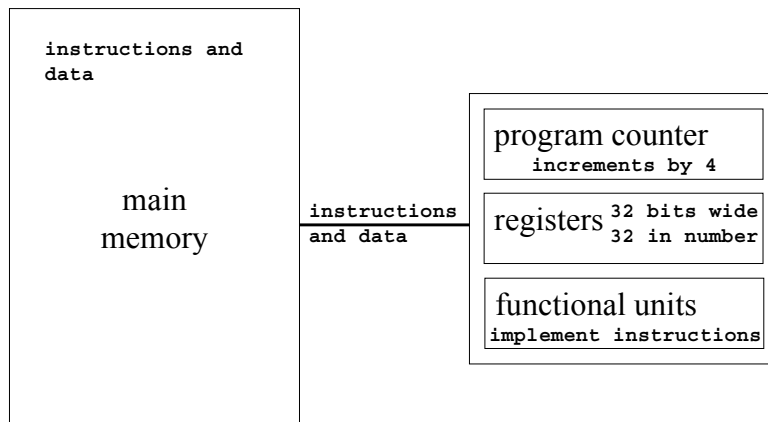 instructions and
data
main
memory
instructions
and data
program counter
increments by 4
registers 32 bits wide
32 in number
functional units
implement instructions